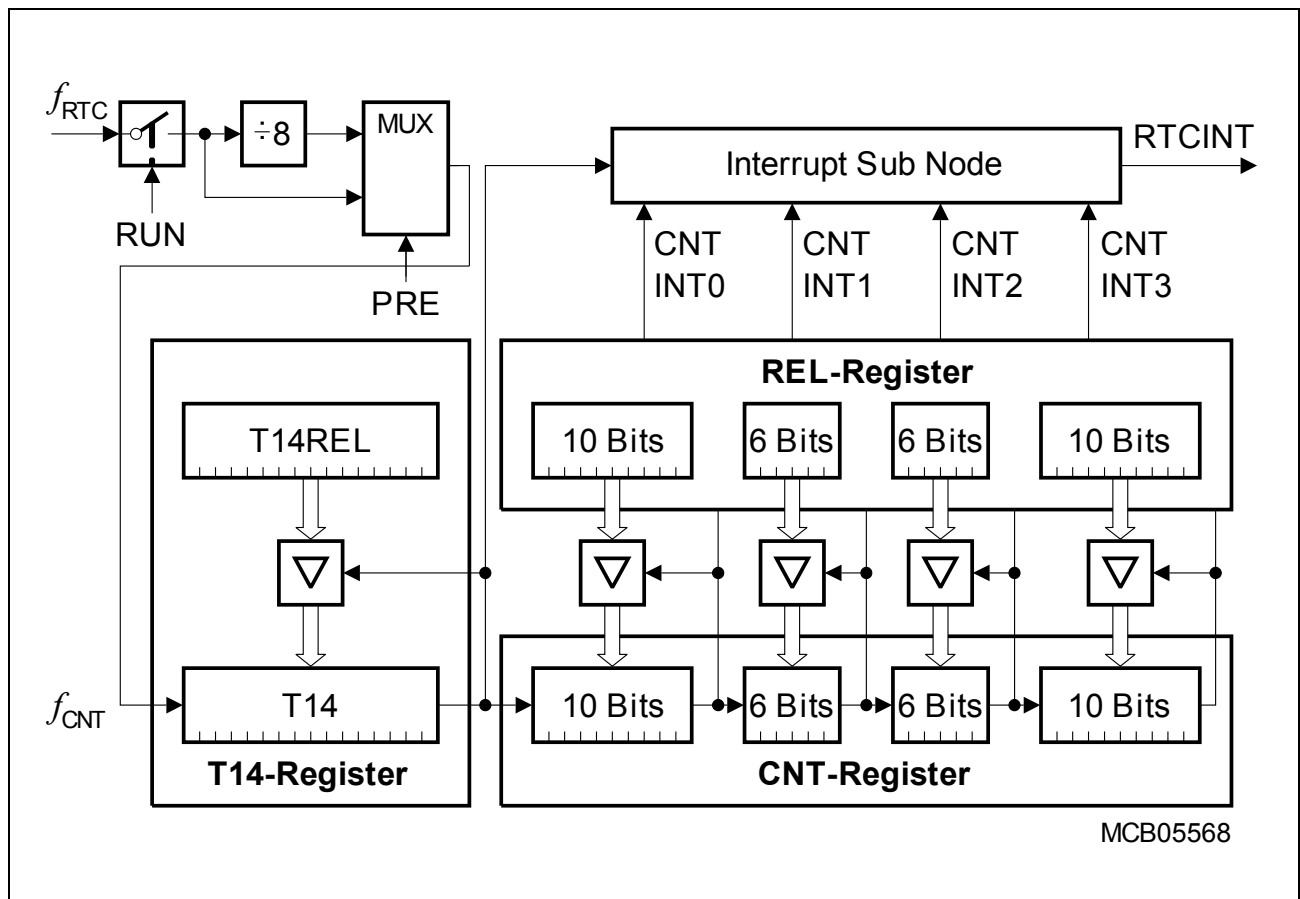 fRTC
÷8
MUX
RUN
PRE
Interrupt Sub Node
RTCINT
CNT INT0
CNT INT1
CNT INT2
CNT INT3
REL-Register
T14REL
10 Bits
6 Bits
6 Bits
10 Bits
fCNT
T14
10 Bits
6 Bits
6 Bits
10 Bits
T14-Register
CNT-Register
MCB05568